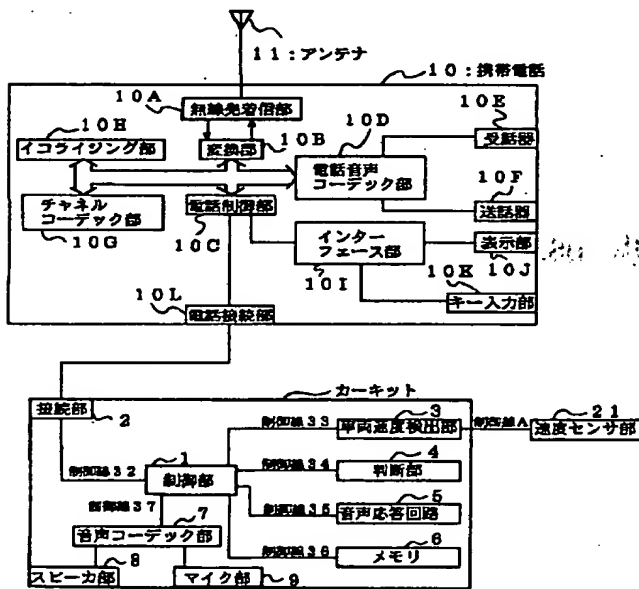 11:アンテナ
10:携帯電話
10A
無線発着信部
10H
イコライジング部
10B
変換部
10D
電話音声
コーデック部
10E
受話器
10F
送話器
チャネル
コーデック部
10G
電話制御部
10C
インター
フェース部
10I
表示部
10J
10K
キー入力部
10L
電話接続部
カーキット
接続部
2
制御線32
1
制御部
制御線33
3
車両速度検出部
制御線A
21
速度センサ部
制御線34
4
判断部
制御線35
5
音声応答回路
制御線36
6
メモリ
制御線37
7
音声コーデック部
8
スピーカ部
マイク部
9